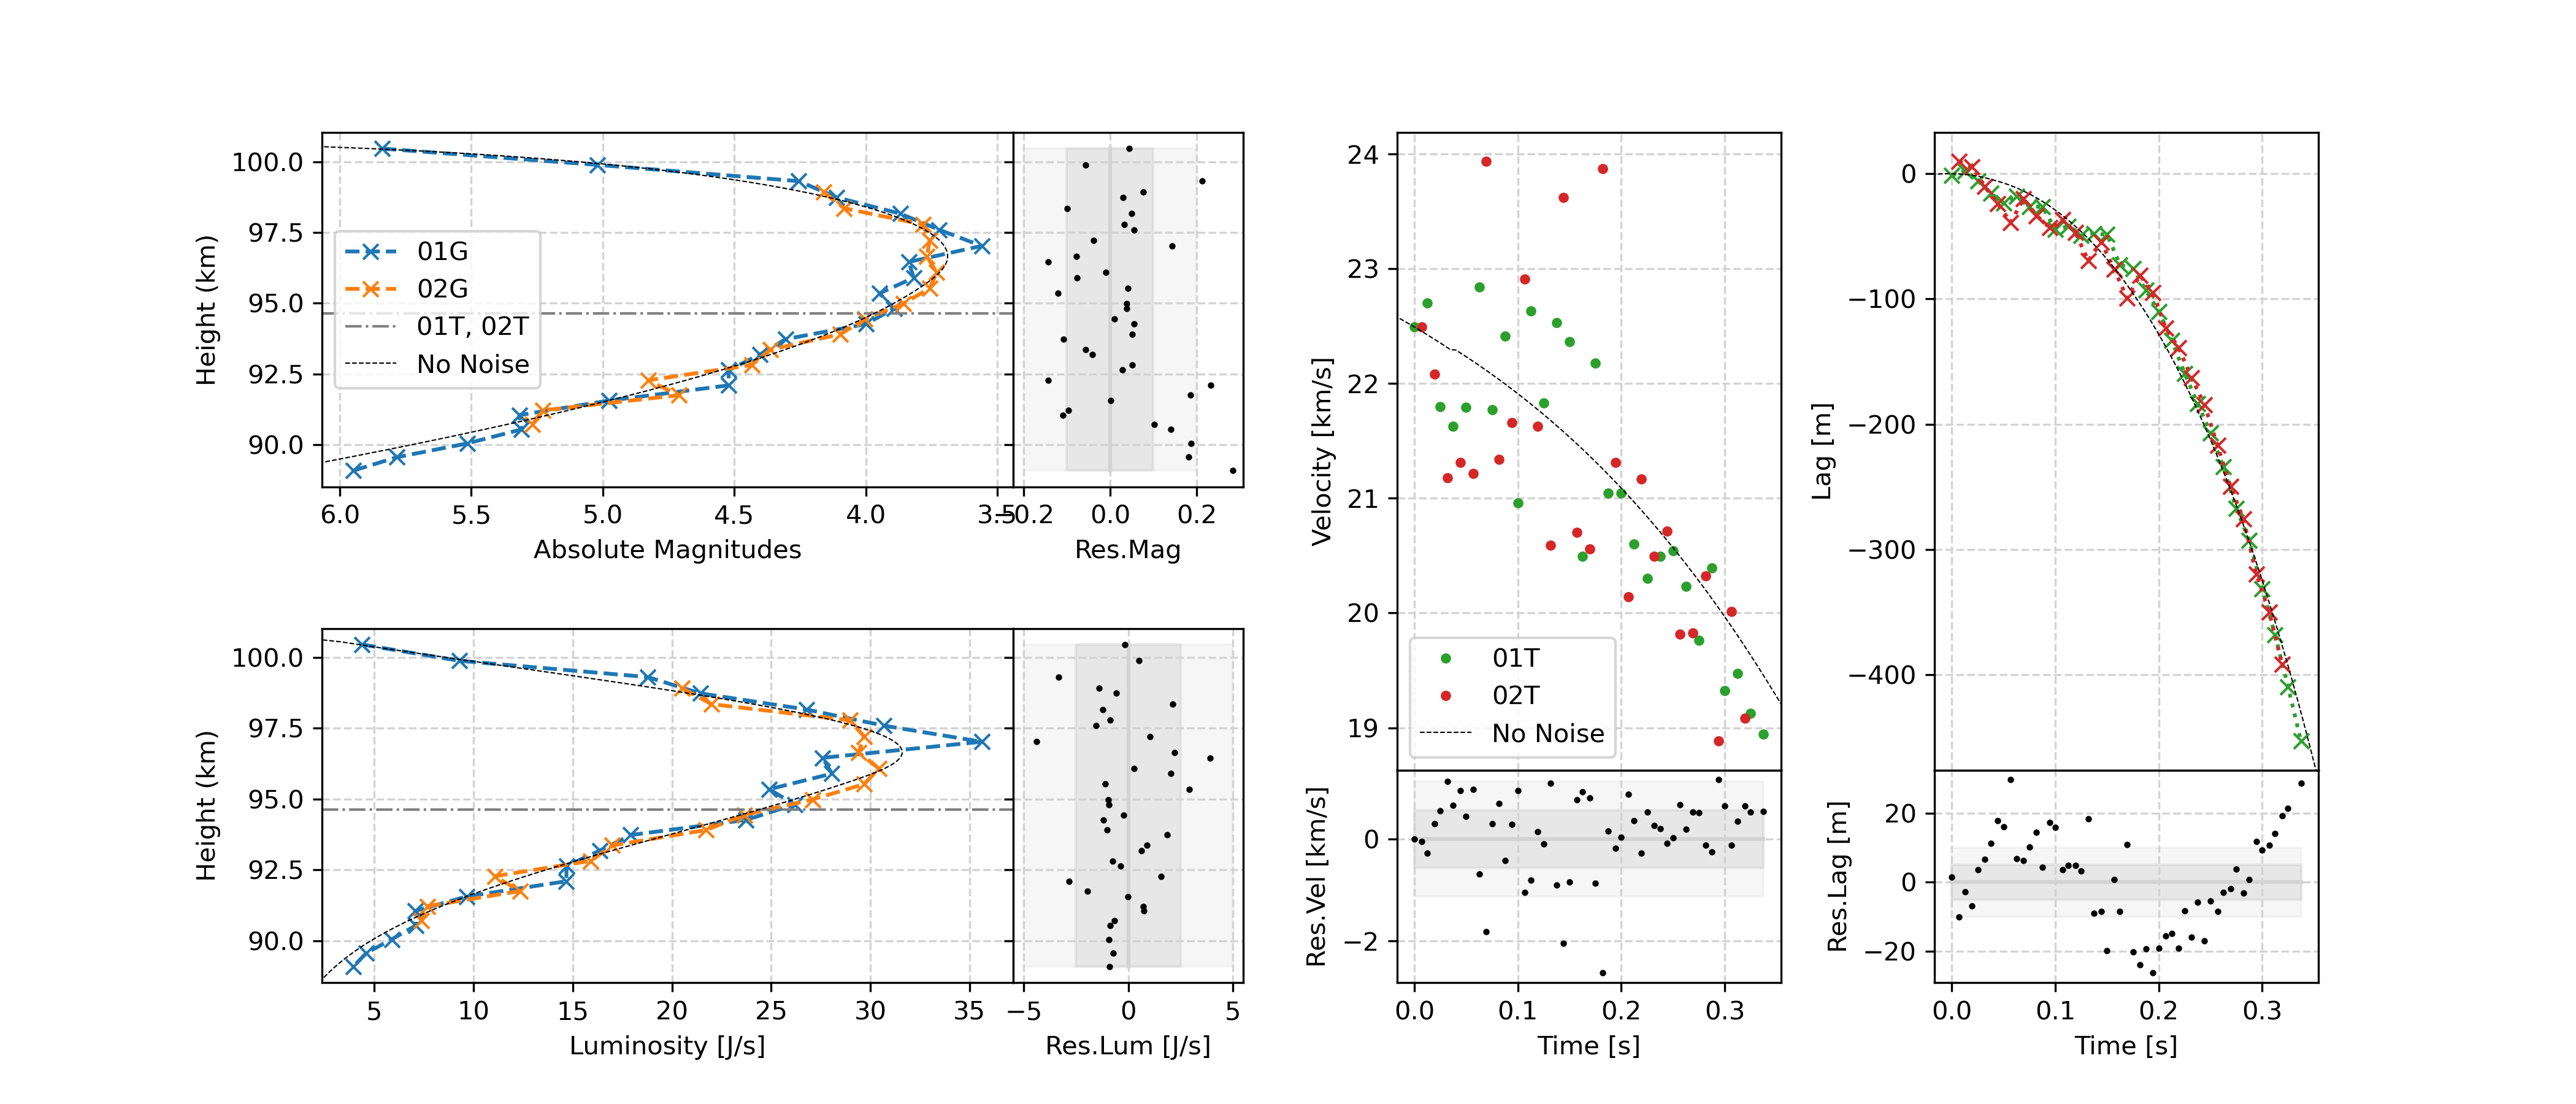 100.0
97.5
95.0
92.5
90.0
Height (km)
01G
02G
01T, 02T
No Noise
6.0 5.5 5.0 4.5 4.0 3.5
Absolute Magnitudes
−0.2 0.0 0.2
Res.Mag
100.0
97.5
95.0
92.5
90.0
Height (km)
5 10 15 20 25 30 35
Luminosity [J/s]
−5 0 5
Res.Lum [J/s]
24
23
22
21
20
19
Velocity [km/s]
01T
02T
No Noise
0
−2
Res.Vel [km/s]
0.0 0.1 0.2 0.3
Time [s]
0
−100
−200
−300
−400
Lag [m]
20
0
−20
Res.Lag [m]
0.0 0.1 0.2 0.3
Time [s]